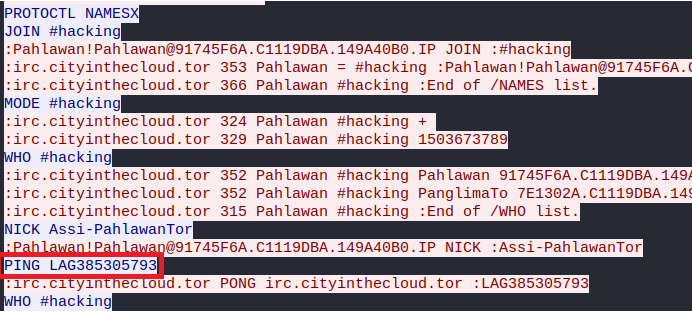 PROTOCTL NAMESX
JOIN #hacking
:Pahlawan!Pahlawan@91745F6A.C1119DBA.149A40B0.IP JOIN :#hacking
:irc.cityinthecloud.tor 353 Pahlawan = #hacking :Pahlawan!Pahlawan@91745F6A.C
:irc.cityinthecloud.tor 366 Pahlawan #hacking :End of /NAMES list.
MODE #hacking
:irc.cityinthecloud.tor 324 Pahlawan #hacking +
:irc.cityinthecloud.tor 329 Pahlawan #hacking 1503673789
WHO #hacking
:irc.cityinthecloud.tor 352 Pahlawan #hacking Pahlawan 91745F6A.C1119DBA.149A
:irc.cityinthecloud.tor 352 Pahlawan #hacking PanglimaTo 7E1302A.C1119DBA.149
:irc.cityinthecloud.tor 315 Pahlawan #hacking :End of /WHO list.
NICK Assi-PahlawanTor
:Pahlawan!Pahlawan@91745F6A.C1119DBA.149A40B0.IP NICK :Assi-PahlawanTor
PING LAG385305793
:irc.cityinthecloud.tor PONG irc.cityinthecloud.tor :LAG385305793
WHO #hacking